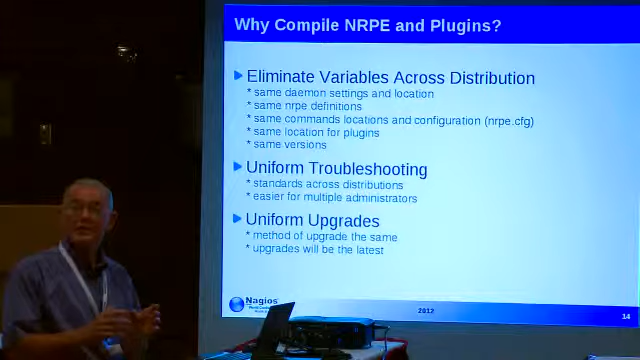 Why Compile NRPE and Plugins?
Eliminate Variables Across Distribution
* same daemon settings and location
* same nrpe definitions
* same commands locations and configuration (nrpe.cfg)
* same location for plugins
* same versions
Uniform Troubleshooting
* standards across distributions
* easier for multiple administrators
Uniform Upgrades
* method of upgrade the same
* upgrades will be the latest
Nagios
World
2012
14